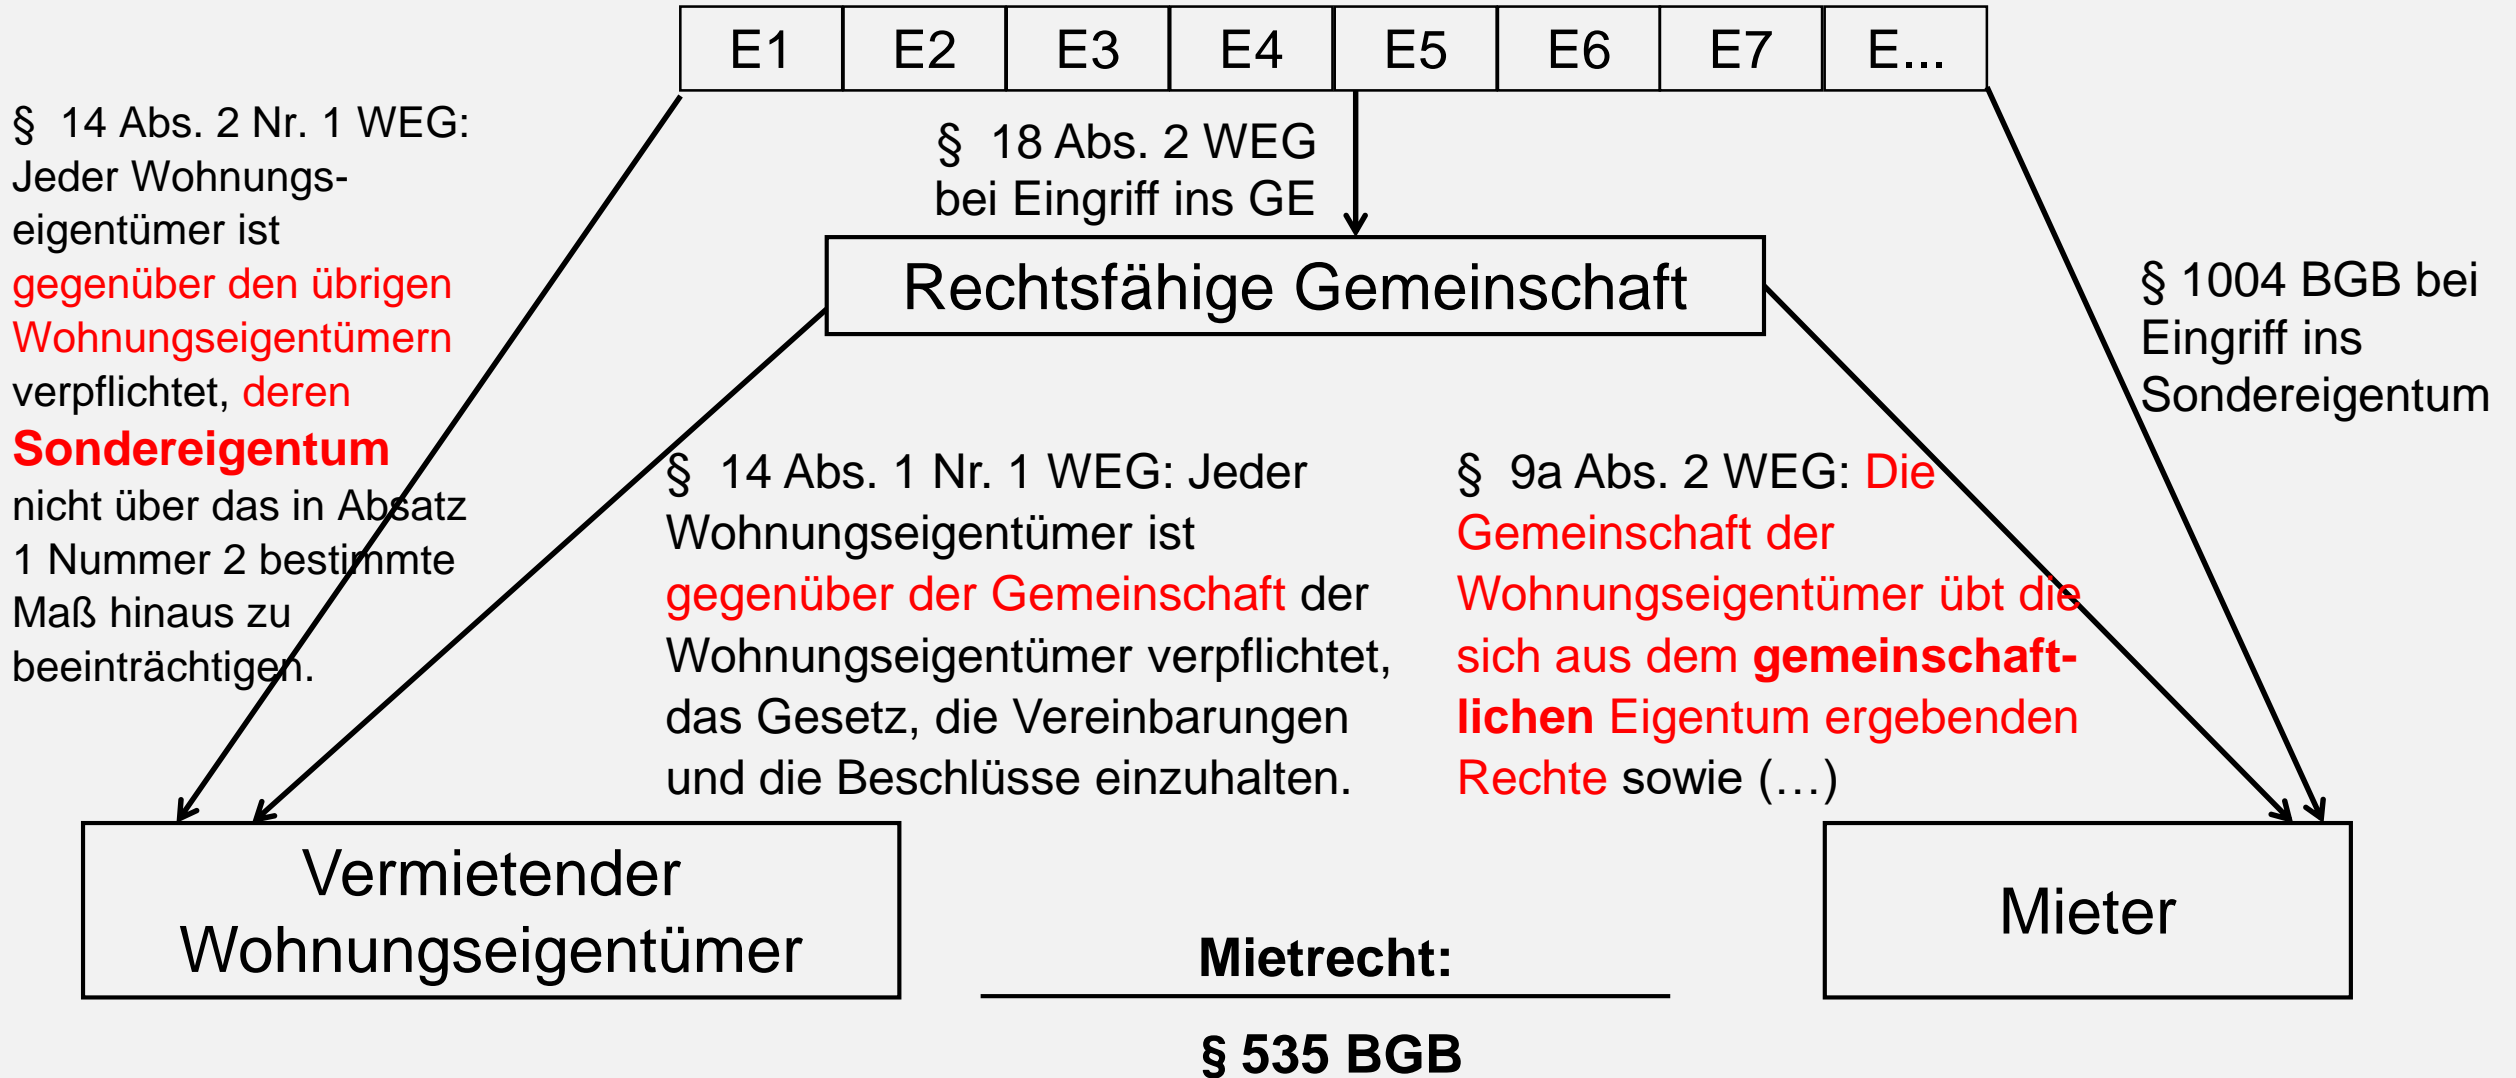 E1 E2 E3 E4 E5 E6 E7 E...
§ 14 Abs. 2 Nr. 1 WEG:
Jeder Wohnungs-
eigentümer ist
gegenüber den übrigen
Wohnungseigentümern
verpflichtet, deren
Sondereigentum
nicht über das in Absatz
1 Nummer 2 bestimmte
Maß hinaus zu
beeinträchtigen.
§ 18 Abs. 2 WEG
bei Eingriff ins GE
Rechtsfähige Gemeinschaft
§ 1004 BGB bei
Eingriff ins
Sondereigentum
§ 14 Abs. 1 Nr. 1 WEG: Jeder
Wohnungseigentümer ist
gegenüber der Gemeinschaft der
Wohnungseigentümer verpflichtet,
das Gesetz, die Vereinbarungen
und die Beschlüsse einzuhalten.
§ 9a Abs. 2 WEG: Die
Gemeinschaft der
Wohnungseigentümer übt die
sich aus dem gemeinschaft-
lichen Eigentum ergebenden
Rechte sowie (…)
Vermietender
Wohnungseigentümer
Mietrecht:
§ 535 BGB
Mieter